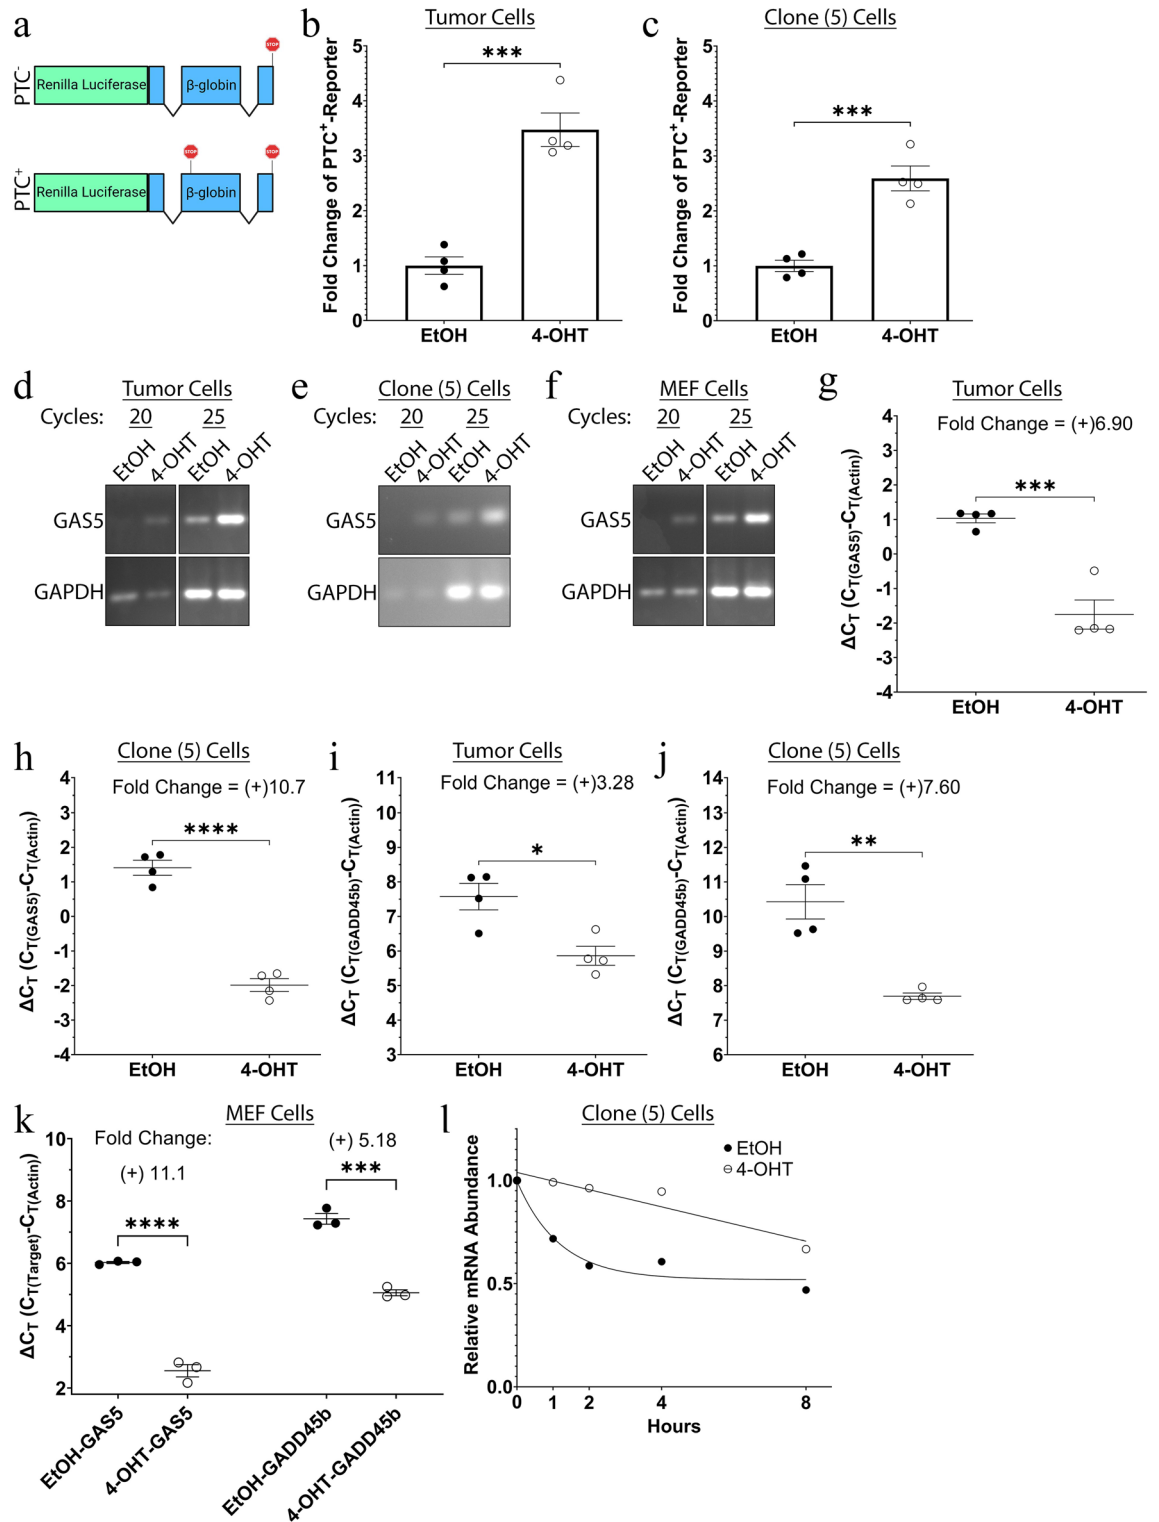 a
PTC-
Renilla Luciferase
β-globin
STOP
PTC+
Renilla Luciferase
STOP
β-globin
STOP
b
Tumor Cells
Fold Change of PTC+-Reporter
5
4
3
2
1
0
***
EtOH
4-OHT
c
Clone (5) Cells
Fold Change of PTC+-Reporter
5
4
3
2
1
0
***
EtOH
4-OHT
d
Tumor Cells
Cycles: 20 25
EtOH 4-OHT EtOH 4-OHT
GAS5
GAPDH
e
Clone (5) Cells
Cycles: 20 25
EtOH 4-OHT EtOH 4-OHT
GAS5
GAPDH
f
MEF Cells
Cycles: 20 25
EtOH 4-OHT EtOH 4-OHT
GAS5
GAPDH
g
Tumor Cells
Fold Change = (+)6.90
ΔCT (CT(GAS5)-CT(Actin))
4
3
2
1
0
-1
-2
-3
-4
***
EtOH
4-OHT
h
Clone (5) Cells
Fold Change = (+)10.7
ΔCT (CT(GAS5)-CT(Actin))
4
3
2
1
0
-1
-2
-3
-4
****
EtOH
4-OHT
i
Tumor Cells
Fold Change = (+)3.28
ΔCT (CT(GADD45b)-CT(Actin))
11
10
9
8
7
6
5
4
3
*
EtOH
4-OHT
j
Clone (5) Cells
Fold Change = (+)7.60
ΔCT (CT(GADD45b)-CT(Actin))
14
13
12
11
10
9
8
7
6
**
EtOH
4-OHT
k
MEF Cells
Fold Change:
(+) 11.1
(+) 5.18
ΔCT (CT(Target)-CT(Actin))
10
8
6
4
2
****
***
EtOH-GAS5
4-OHT-GAS5
EtOH-GADD45b
4-OHT-GADD45b
l
Clone (5) Cells
EtOH
4-OHT
Relative mRNA Abundance
1.0
0.5
0.0
0 1 2 4 8
Hours